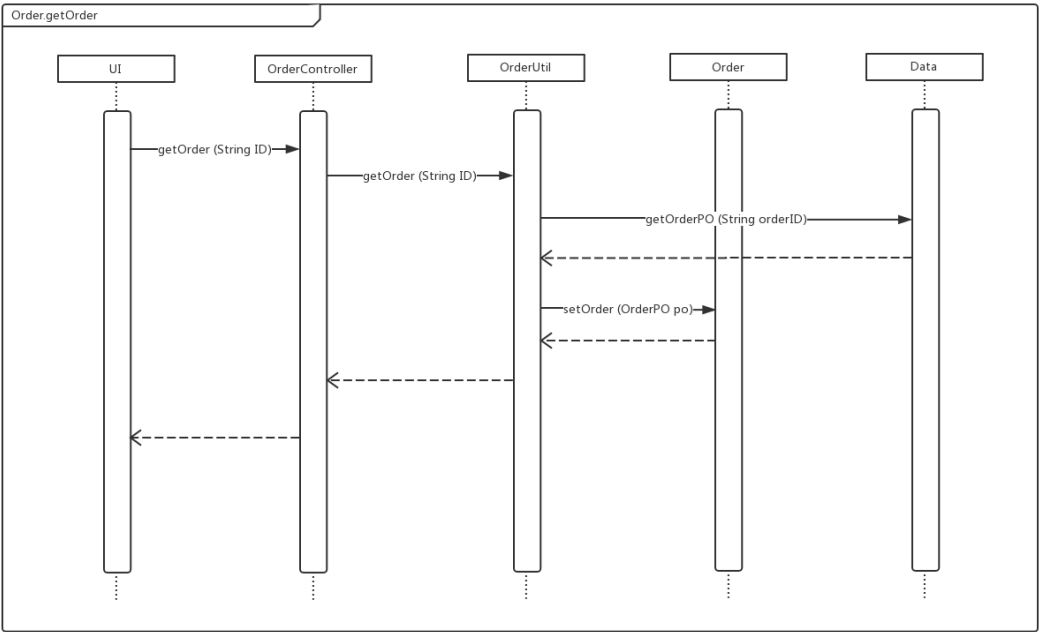 Order.getOrder
UI
OrderController
OrderUtil
Order
Data
getOrder (String ID)
getOrder (String ID)
getOrderPO (String orderID)
setOrder (OrderPO po)